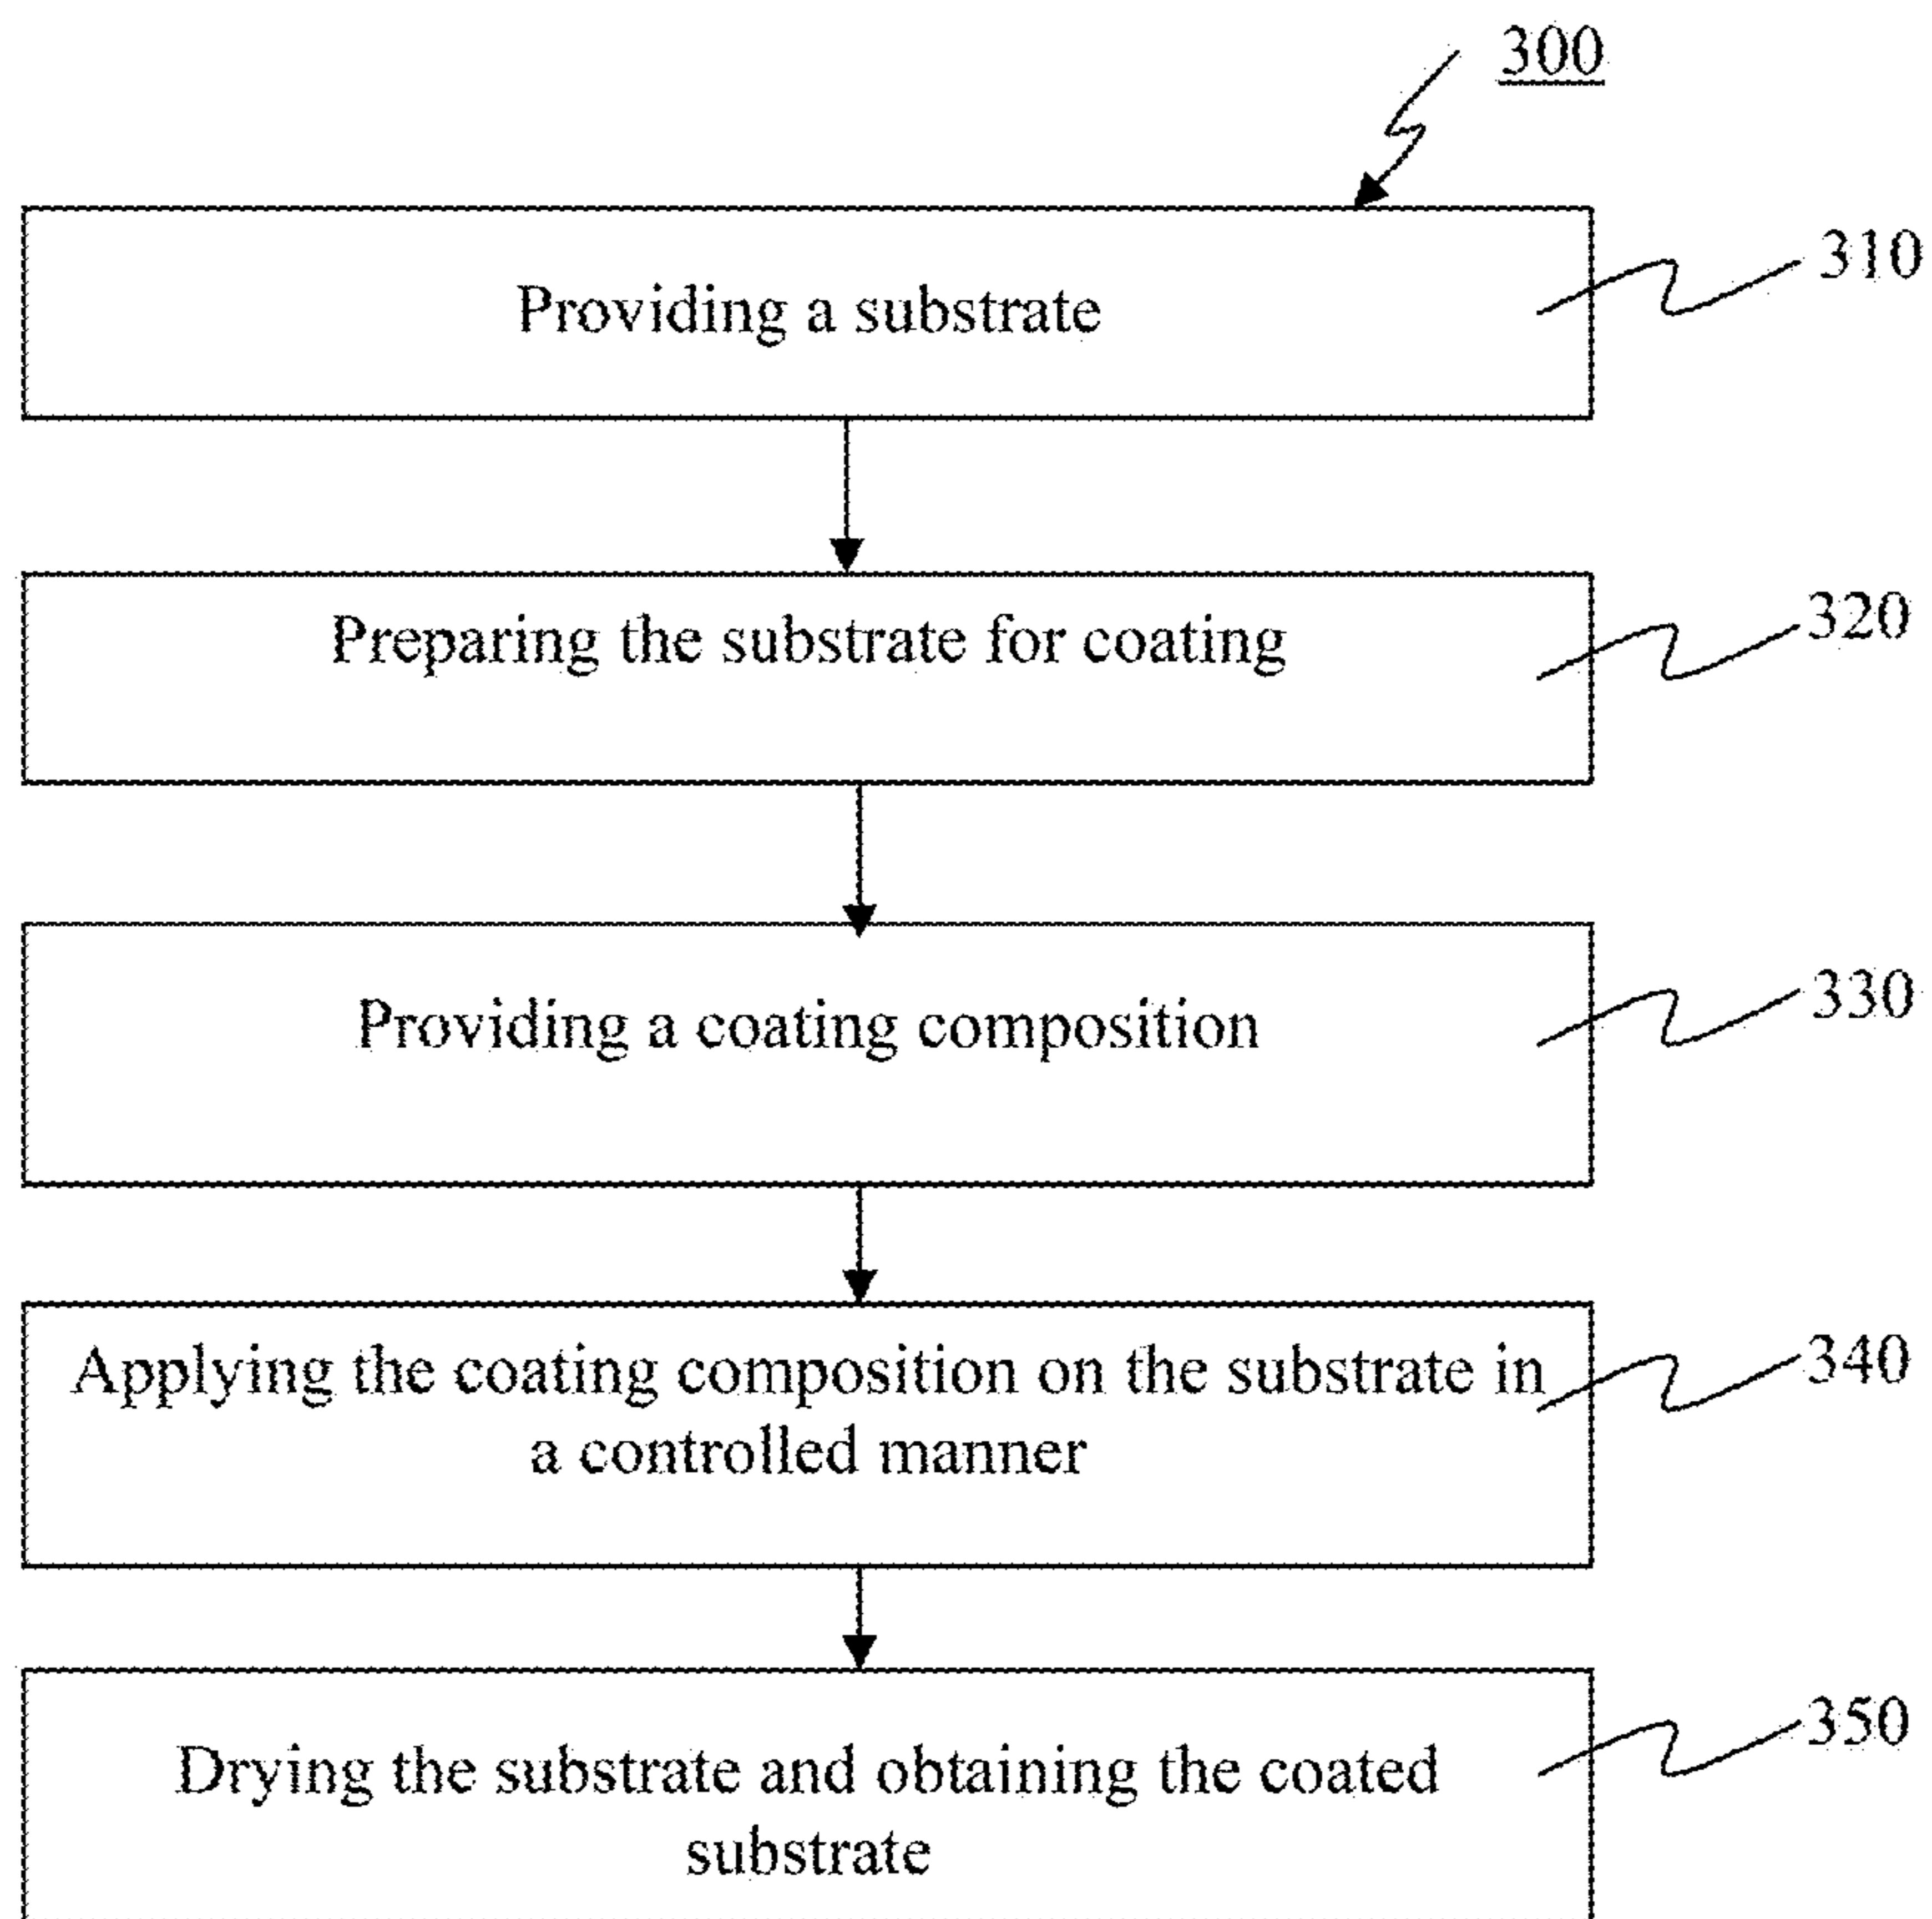 300
Providing a substrate
310
Preparing the substrate for coating
320
Providing a coating composition
330
Applying the coating composition on the substrate in
a controlled manner
340
Drying the substrate and obtaining the coated
substrate
350